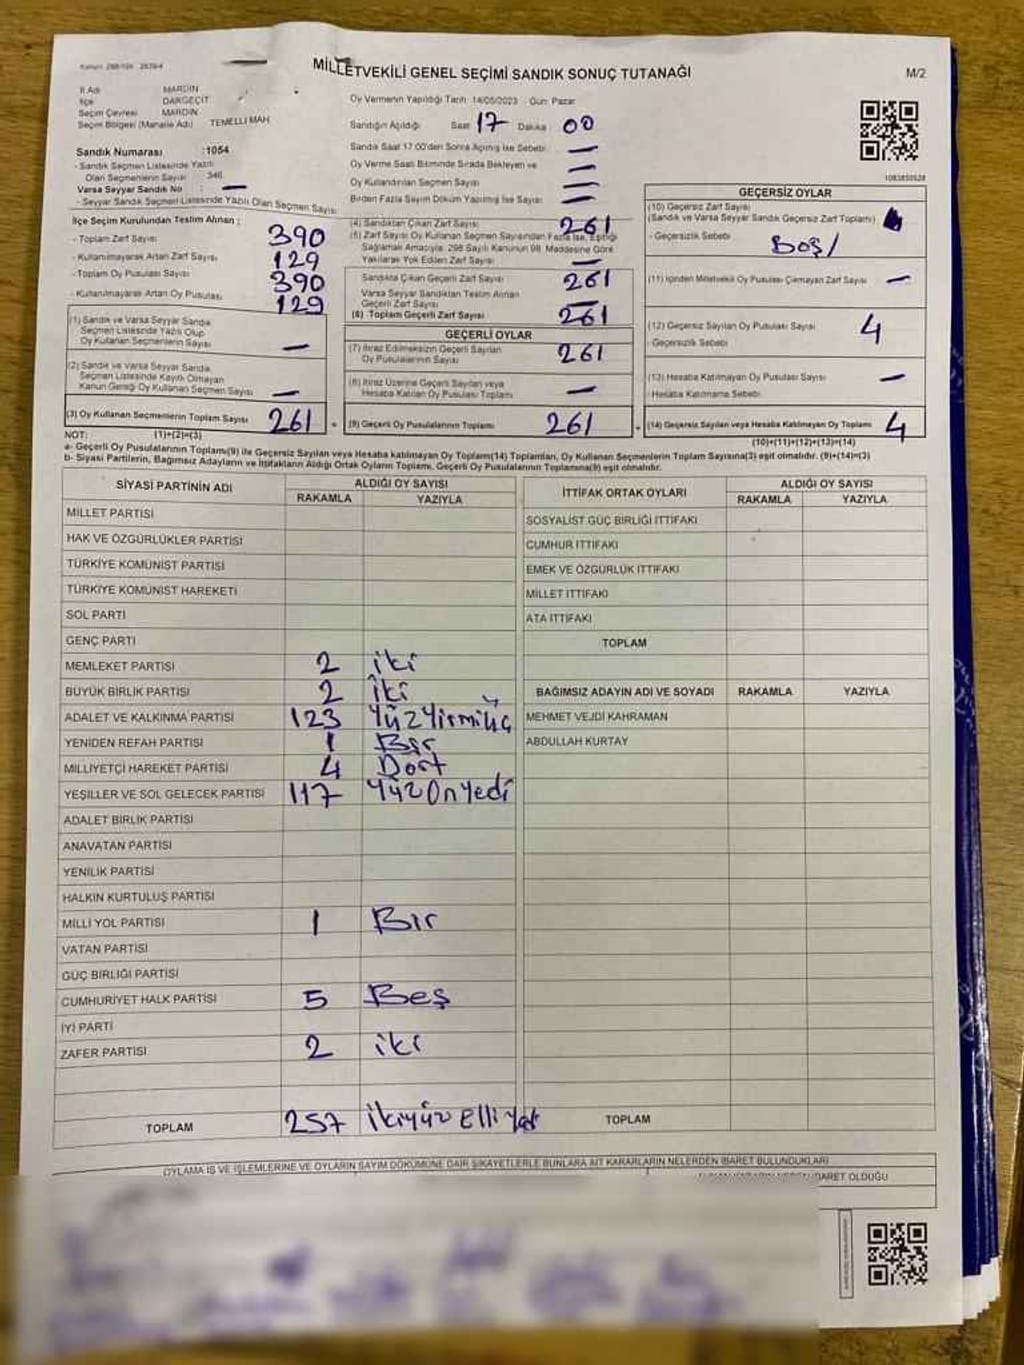 MİLLETVEKİLİ GENEL SEÇİMİ SANDIK SONUÇ TUTANAĞI
M/2
İl Adı MARDİN
İlçe DARGEÇİT
Seçim Çevresi MARDİN
Seçim Bölgesi (Mahalle Adı) TEMELLİ MAH
Sandık Numarası :1054
- Sandık Seçmen Listesinde Yazılı
Olan Seçmenlerin Sayısı 346
Varsa Seyyar Sandık No : —
- Seyyar Sandık Seçmen Listesinde Yazılı Olan Seçmen Sayısı
Oy Vermenin Yapıldığı Tarih 14/05/2023 Gün: Pazar
Sandığın Açıldığı Saat 17 Dakika 00
Sandık Saat 17:00'den Sonra Açılmış İse Sebebi —
Oy Verme Saati Bitiminde Sırada Bekleyen ve —
Oy Kullandırılan Seçmen Sayısı —
Birden Fazla Sayım Döküm Yapılmış İse Sayısı —
1083850528
İlçe Seçim Kurulundan Teslim Alınan :
- Toplam Zarf Sayısı 390
- Kullanılmayarak Artan Zarf Sayısı 129
- Toplam Oy Pusulası Sayısı 390
- Kullanılmayarak Artan Oy Pusulası 129
(1) Sandık ve Varsa Seyyar Sandık
Seçmen Listesinde Yazılı Olup
Oy Kullanan Seçmenlerin Sayısı —
(2) Sandık ve Varsa Seyyar Sandık
Seçmen Listesinde Kayıtlı Olmayan
Kanun Gereği Oy Kullanan Seçmen Sayısı —
(3) Oy Kullanan Seçmenlerin Toplam Sayısı 261
(4) Sandıktan Çıkan Zarf Sayısı 261
(5) Zarf Sayısı Oy Kullanan Seçmen Sayısından Fazla İse, Eşitliği
Sağlamak Amacıyla, 298 Sayılı Kanunun 98. Maddesine Göre
Yakılarak Yok Edilen Zarf Sayısı —
Sandıkta Çıkan Geçerli Zarf Sayısı 261
Varsa Seyyar Sandıktan Teslim Alınan
Geçerli Zarf Sayısı —
(6) Toplam Geçerli Zarf Sayısı 261
GEÇERLİ OYLAR
(7) İtiraz Edilmeksizin Geçerli Sayılan
Oy Pusulalarının Sayısı 261
(8) İtiraz Üzerine Geçerli Sayılan veya
Hesaba Katılan Oy Pusulası Toplamı —
(9) Geçerli Oy Pusulalarının Toplamı 261
GEÇERSİZ OYLAR
(10) Geçersiz Zarf Sayısı
(Sandık ve Varsa Seyyar Sandık Geçersiz Zarf Toplamı)
- Geçersizlik Sebebi Boş
(11) İçinden Milletvekili Oy Pusulası Çıkmayan Zarf Sayısı —
(12) Geçersiz Sayılan Oy Pusulası Sayısı 4
- Geçersizlik Sebebi
(13) Hesaba Katılmayan Oy Pusulası Sayısı —
- Hesaba Katılmama Sebebi
(14) Geçersiz Sayılan veya Hesaba Katılmayan Oy Toplamı 4
NOT: (1)+(2)=(3) (10)+(11)+(12)+(13)=(14)
a- Geçerli Oy Pusulalarının Toplamı(9) ile Geçersiz Sayılan veya Hesaba katılmayan Oy Toplam(14) Toplamları, Oy Kullanan Seçmenlerin Toplam Sayısına(3) eşit olmalıdır. (9)+(14)=(3)
b- Siyasi Partilerin, Bağımsız Adayların ve İttifakların Aldığı Ortak Oyların Toplamı, Geçerli Oy Pusulalarının Toplamına(9) eşit olmalıdır.
SİYASİ PARTİNİN ADI ALDIĞI OY SAYISI
RAKAMLA YAZIYLA
MİLLET PARTİSİ
HAK VE ÖZGÜRLÜKLER PARTİSİ
TÜRKİYE KOMÜNİST PARTİSİ
TÜRKİYE KOMÜNİST HAREKETİ
SOL PARTİ
GENÇ PARTİ
MEMLEKET PARTİSİ 2 iki
BÜYÜK BİRLİK PARTİSİ 2 iki
ADALET VE KALKINMA PARTİSİ 123 YüzYirmiüç
YENİDEN REFAH PARTİSİ 1 Bir
MİLLİYETÇİ HAREKET PARTİSİ 4 Dört
YEŞİLLER VE SOL GELECEK PARTİSİ 117 YüzOnYedi
ADALET BİRLİK PARTİSİ
ANAVATAN PARTİSİ
YENİLİK PARTİSİ
HALKIN KURTULUŞ PARTİSİ
MİLLİ YOL PARTİSİ 1 Bir
VATAN PARTİSİ
GÜÇ BİRLİĞİ PARTİSİ
CUMHURİYET HALK PARTİSİ 5 Beş
İYİ PARTİ
ZAFER PARTİSİ 2 iki
TOPLAM 257 ikiyüz elli
İTTİFAK ORTAK OYLARI ALDIĞI OY SAYISI
RAKAMLA YAZIYLA
SOSYALİST GÜÇ BİRLİĞİ İTTİFAKI
CUMHUR İTTİFAKI
EMEK VE ÖZGÜRLÜK İTTİFAKI
MİLLET İTTİFAKI
ATA İTTİFAKI
TOPLAM
BAĞIMSIZ ADAYIN ADI VE SOYADI RAKAMLA YAZIYLA
MEHMET VEJDİ KAHRAMAN
ABDULLAH KURTAY
TOPLAM
OYLAMA İŞ VE İŞLEMLERİNE VE OYLARIN SAYIM DÖKÜMÜNE DAİR ŞİKAYETLERLE BUNLARA AİT KARARLARIN NELERDEN İBARET BULUNDUKLARI
İBARET OLDUĞU